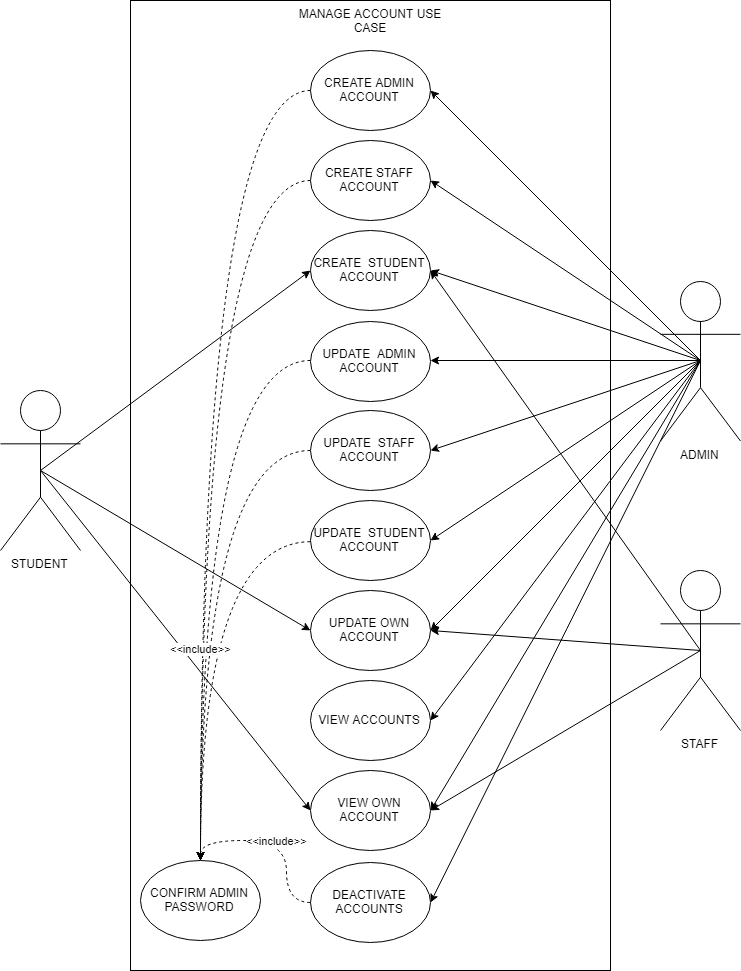 MANAGE ACCOUNT USE
CASE
CREATE ADMIN
ACCOUNT
CREATE STAFF
ACCOUNT
CREATE STUDENT
ACCOUNT
UPDATE ADMIN
ACCOUNT
ADMIN
UPDATE STAFF
ACCOUNT
UPDATE STUDENT
ACCOUNT
STUDENT
UPDATE OWN
ACCOUNT
<<include>>
VIEW ACCOUNTS
STAFF
VIEW OWN
ACCOUNT
<<include>>
CONFIRM ADMIN
PASSWORD
DEACTIVATE
ACCOUNTS